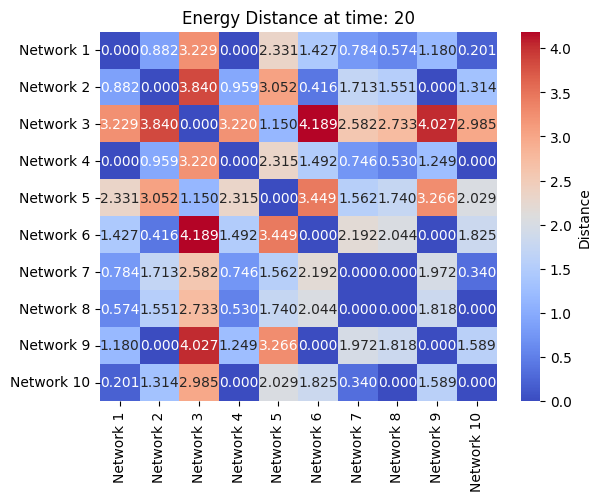 Energy Distance at time: 20
Network 1 0.000 0.882 3.229 0.000 2.331 1.427 0.784 0.574 1.180 0.201
Network 2 0.882 0.000 3.840 0.959 3.052 0.416 1.713 1.551 0.000 1.314
Network 3 3.229 3.840 0.000 3.220 1.150 4.189 2.582 2.733 4.027 2.985
Network 4 0.000 0.959 3.220 0.000 2.315 1.492 0.746 0.530 1.249 0.000
Network 5 2.331 3.052 1.150 2.315 0.000 3.449 1.562 1.740 3.266 2.029
Network 6 1.427 0.416 4.189 1.492 3.449 0.000 2.192 2.044 0.000 1.825
Network 7 0.784 1.713 2.582 0.746 1.562 2.192 0.000 0.000 1.972 0.340
Network 8 0.574 1.551 2.733 0.530 1.740 2.044 0.000 0.000 1.818 0.000
Network 9 1.180 0.000 4.027 1.249 3.266 0.000 1.972 1.818 0.000 1.589
Network 10 0.201 1.314 2.985 0.000 2.029 1.825 0.340 0.000 1.589 0.000
Network 1
Network 2
Network 3
Network 4
Network 5
Network 6
Network 7
Network 8
Network 9
Network 10
4.0
3.5
3.0
2.5
2.0
1.5
1.0
0.5
0.0
Distance